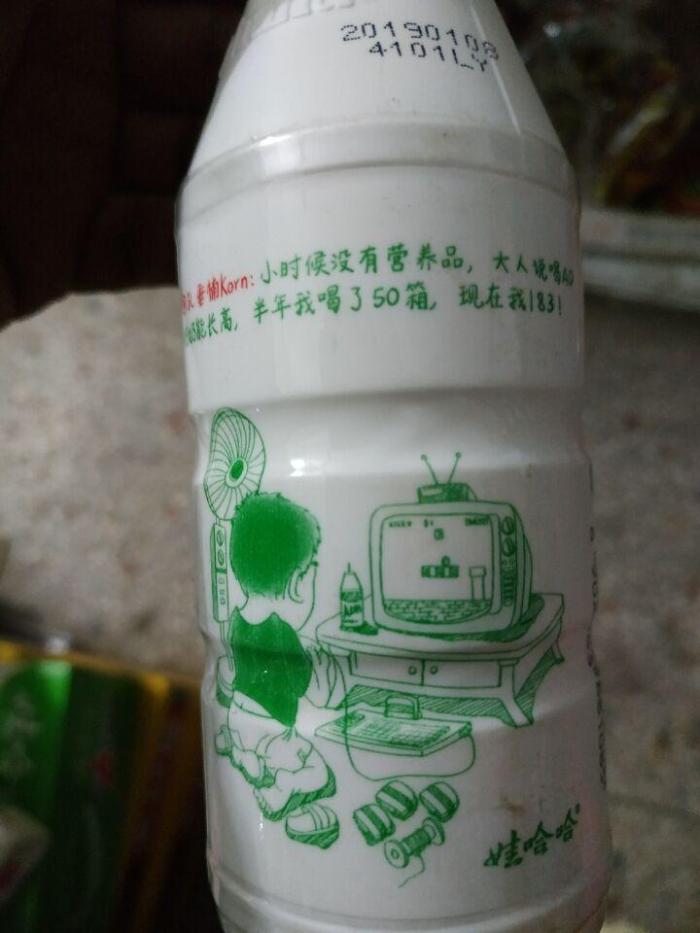 20190108
4101LY
Korn:小时候没有营养品,大人说喝AD
能长高,半年我喝了50箱,现在我183!
娃哈哈®